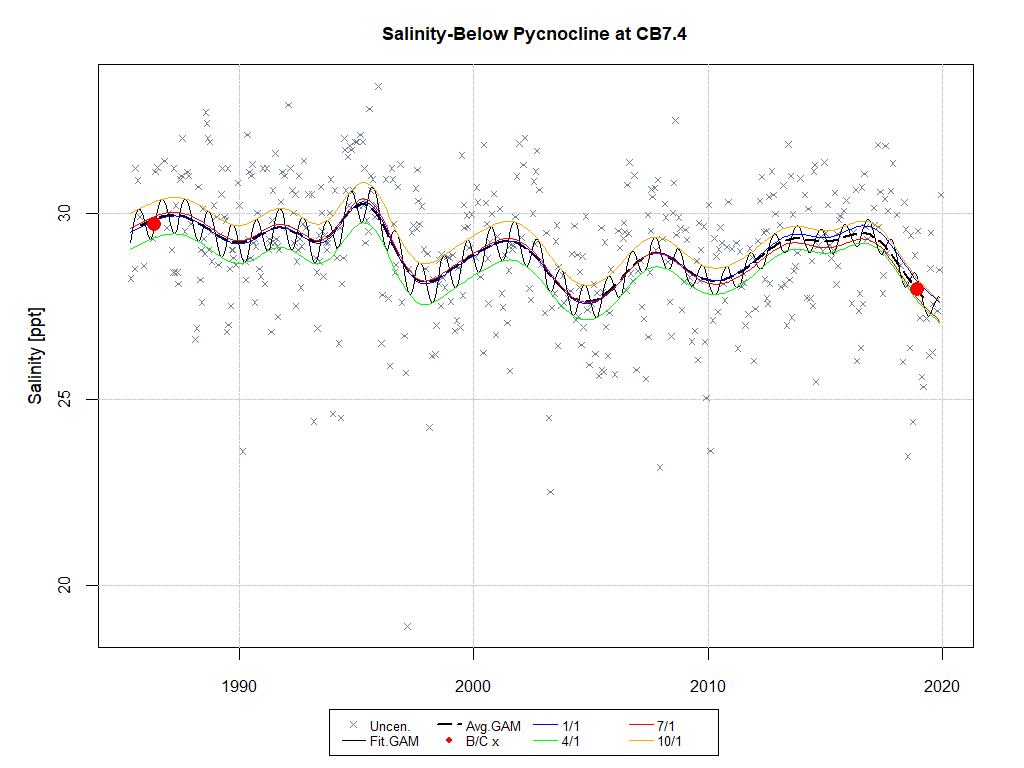 Salinity-Below Pycnocline at CB7.4
Salinity [ppt]
30
25
20
1990
2000
2010
2020
Uncen.
Avg.GAM
1/1
7/1
Fit.GAM
B/C x
4/1
10/1